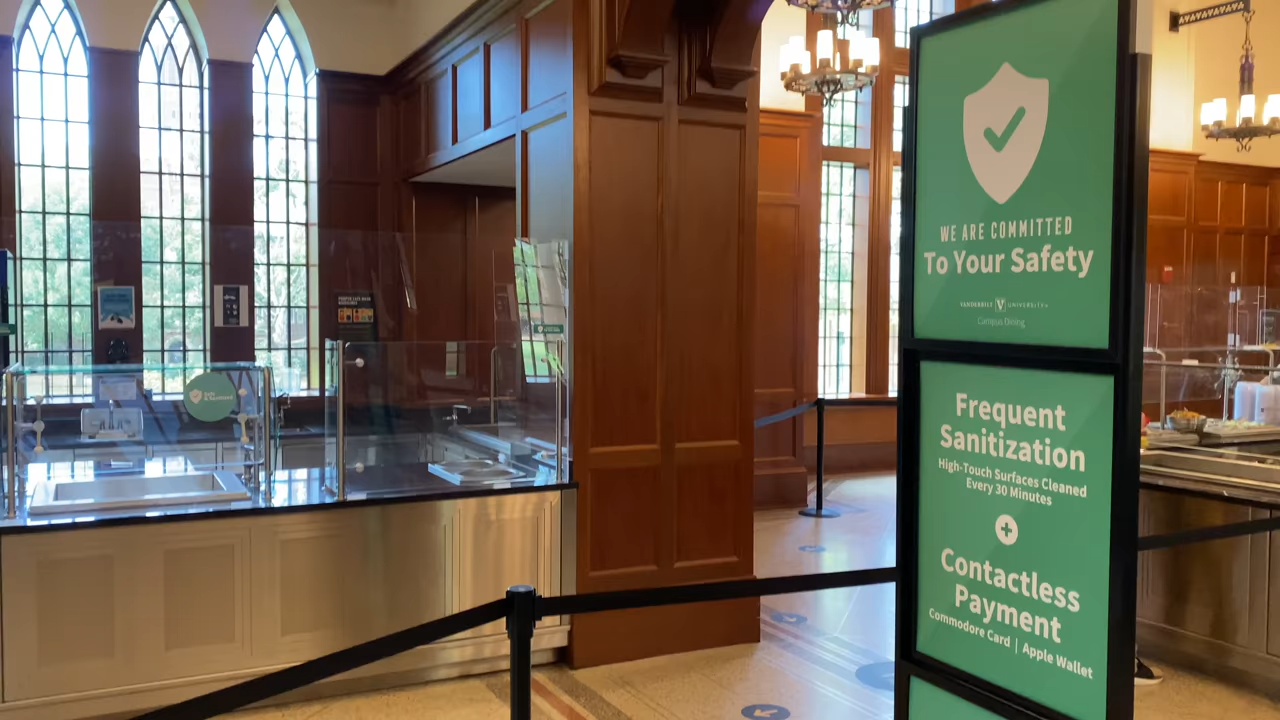 WE ARE COMMITTED
To Your Safety
VANDERBILT V UNIVERSITY
Campus Dining
Frequent
Sanitization
High-Touch Surfaces Cleaned
Every 30 Minutes
+
Contactless
Payment
Commodore Card | Apple Wallet